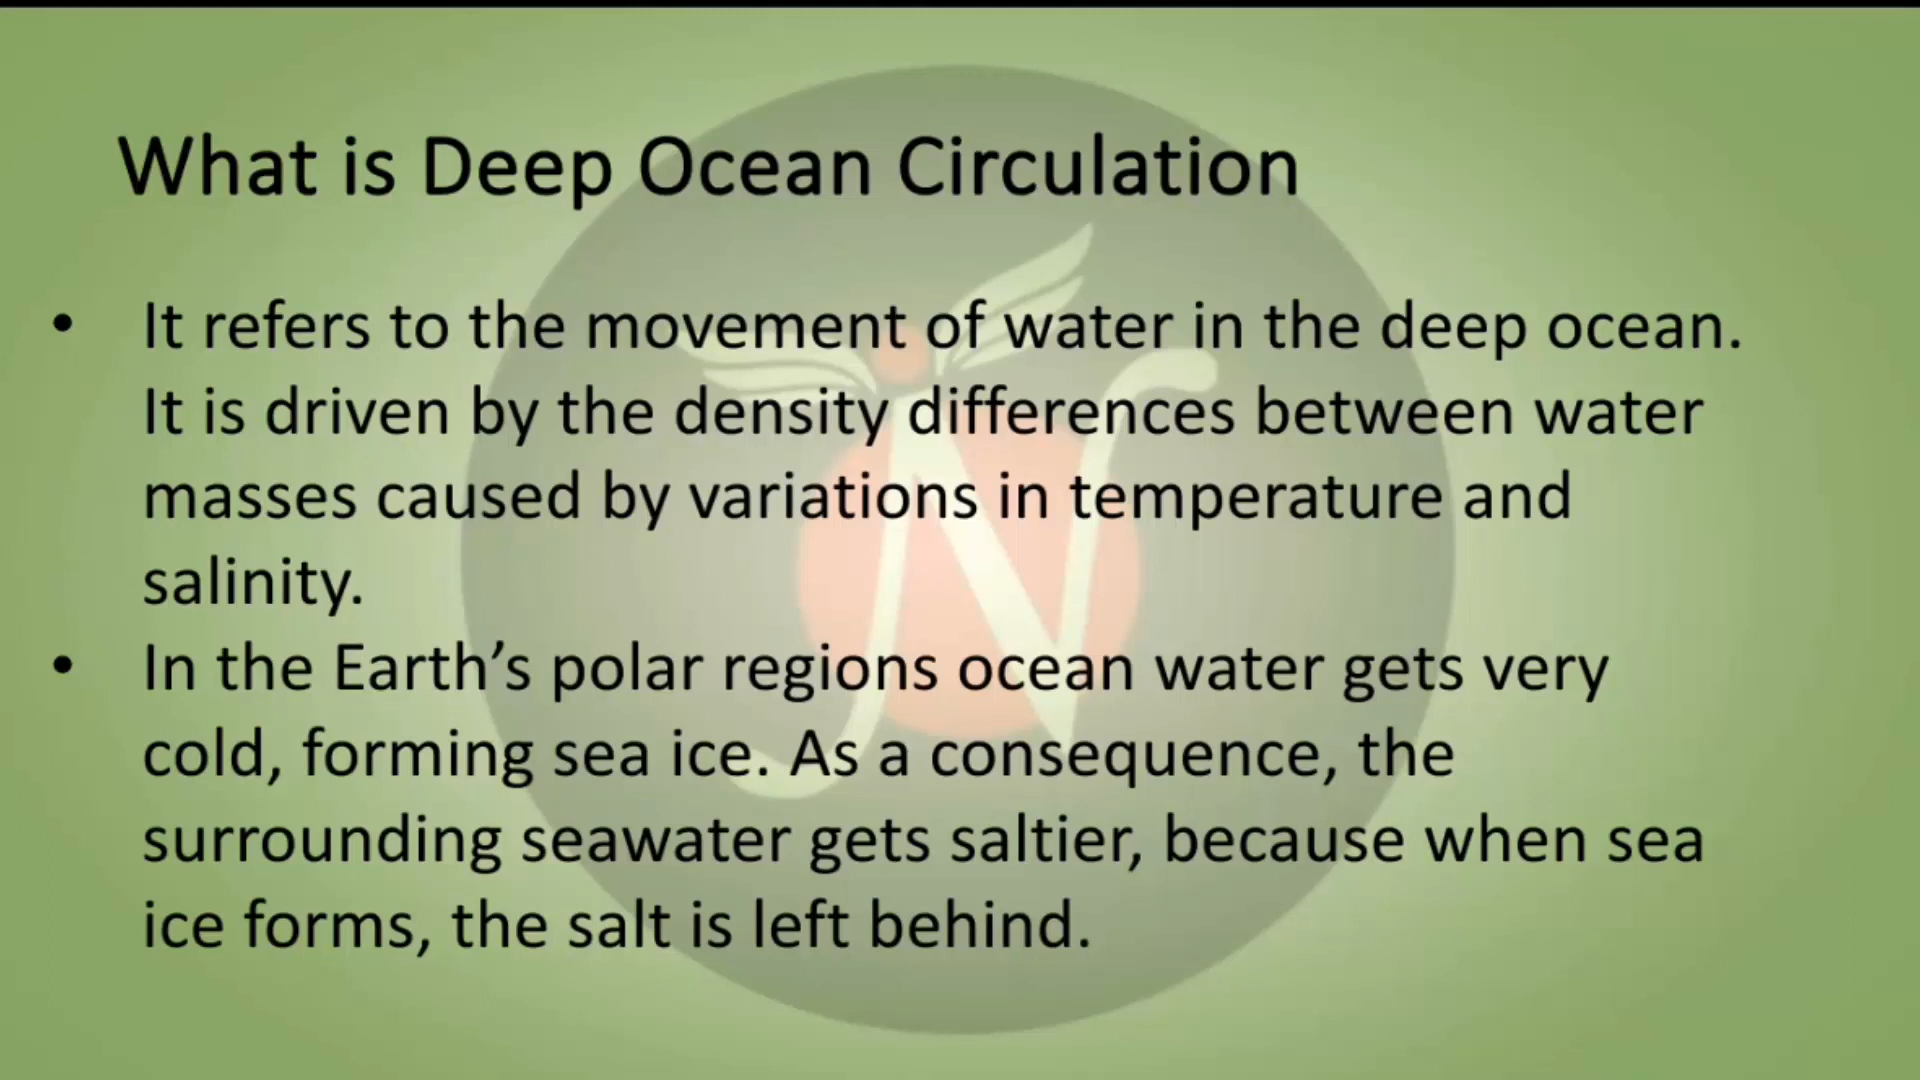 What is Deep Ocean Circulation
• It refers to the movement of water in the deep ocean.
It is driven by the density differences between water
masses caused by variations in temperature and
salinity.
• In the Earth’s polar regions ocean water gets very
cold, forming sea ice. As a consequence, the
surrounding seawater gets saltier, because when sea
ice forms, the salt is left behind.
N